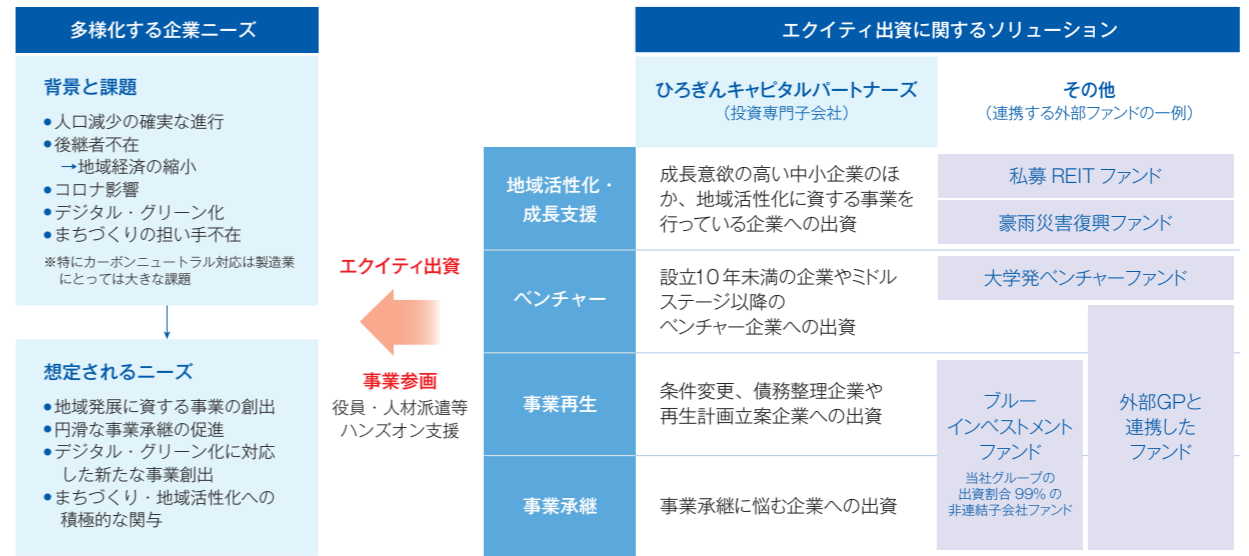 多様化する企業ニーズ
背景と課題
●人口減少の確実な進行
●後継者不在
→地域経済の縮小
●コロナ影響
●デジタル・グリーン化
●まちづくりの担い手不在
※特にカーボンニュートラル対応は製造業
にとっては大きな課題
想定されるニーズ
●地域発展に資する事業の創出
●円滑な事業承継の促進
●デジタル・グリーン化に対応
した新たな事業創出
●まちづくり・地域活性化への
積極的な関与
エクイティ出資
事業参画
役員・人材派遣等
ハンズオン支援
エクイティ出資に関するソリューション
ひろぎんキャピタルパートナーズ
（投資専門子会社）
その他
（連携する外部ファンドの一例）
地域活性化・
成長支援
成長意欲の高い中小企業のほ
か、地域活性化に資する事業を
行っている企業への出資
私募 REIT ファンド
豪雨災害復興ファンド
ベンチャー
設立10年未満の企業やミドル
ステージ以降の
ベンチャー企業への出資
大学発ベンチャーファンド
事業再生
条件変更、債務整理企業や
再生計画立案企業への出資
ブルー
インベストメント
ファンド
当社グループの
出資割合 99% の
非連結子会社ファンド
外部GPと
連携した
ファンド
事業承継
事業承継に悩む企業への出資